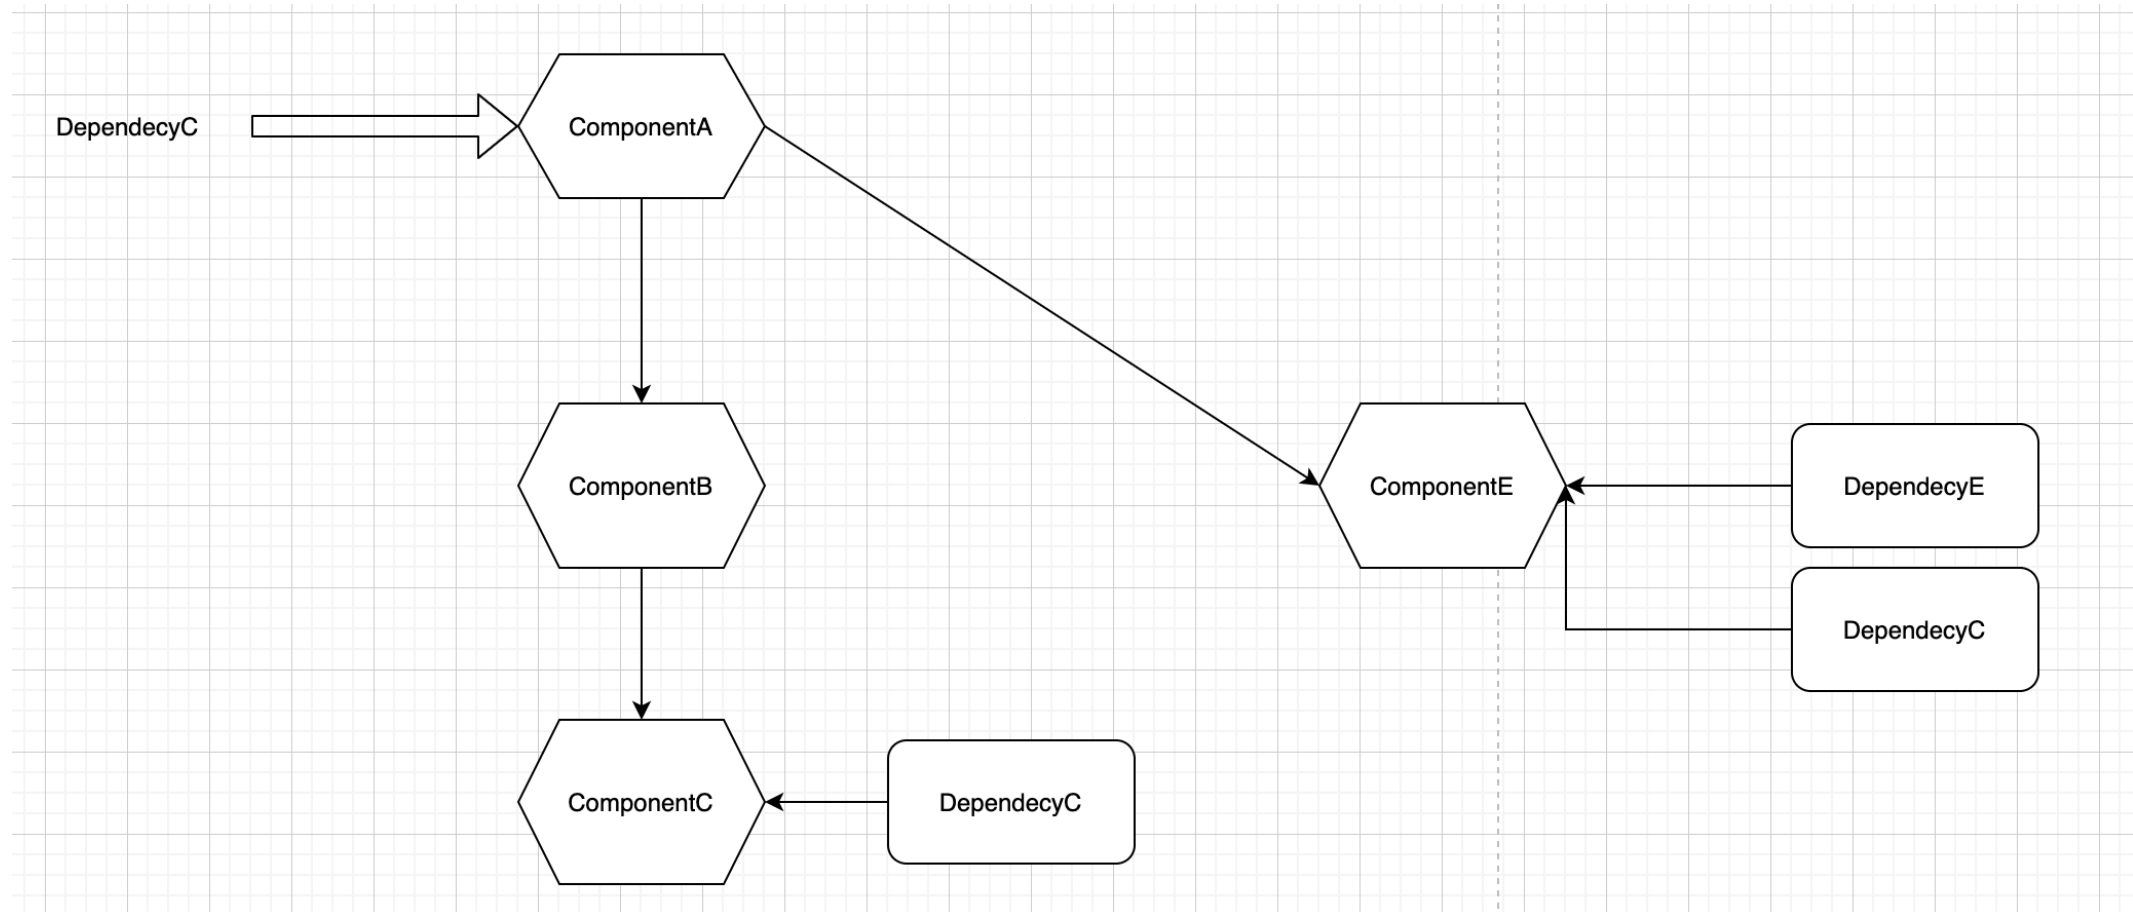 DependecyC
ComponentA
ComponentB
ComponentE
DependecyE
DependecyC
ComponentC
DependecyC